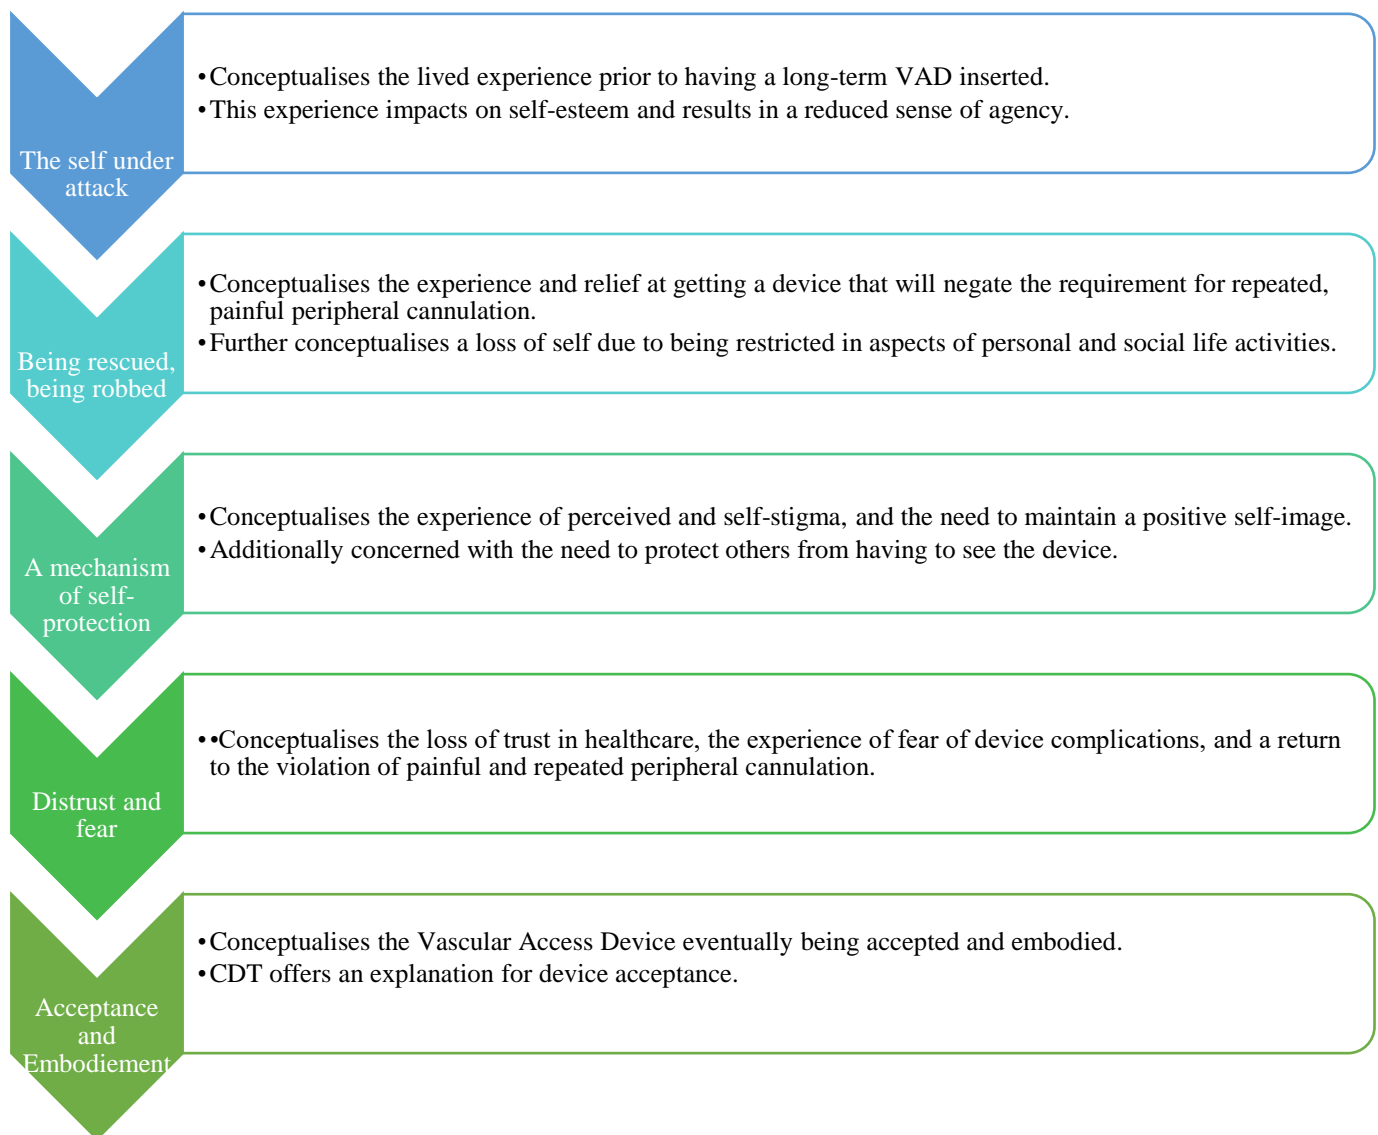 The self under
attack
•Conceptualises the lived experience prior to having a long-term VAD inserted.
•This experience impacts on self-esteem and results in a reduced sense of agency.
Being rescued,
being robbed
•Conceptualises the experience and relief at getting a device that will negate the requirement for repeated,
painful peripheral cannulation.
•Further conceptualises a loss of self due to being restricted in aspects of personal and social life activities.
A mechanism
of self-
protection
•Conceptualises the experience of perceived and self-stigma, and the need to maintain a positive self-image.
•Additionally concerned with the need to protect others from having to see the device.
Distrust and
fear
••Conceptualises the loss of trust in healthcare, the experience of fear of device complications, and a return
to the violation of painful and repeated peripheral cannulation.
Acceptance
and
Embodiement
•Conceptualises the Vascular Access Device eventually being accepted and embodied.
•CDT offers an explanation for device acceptance.